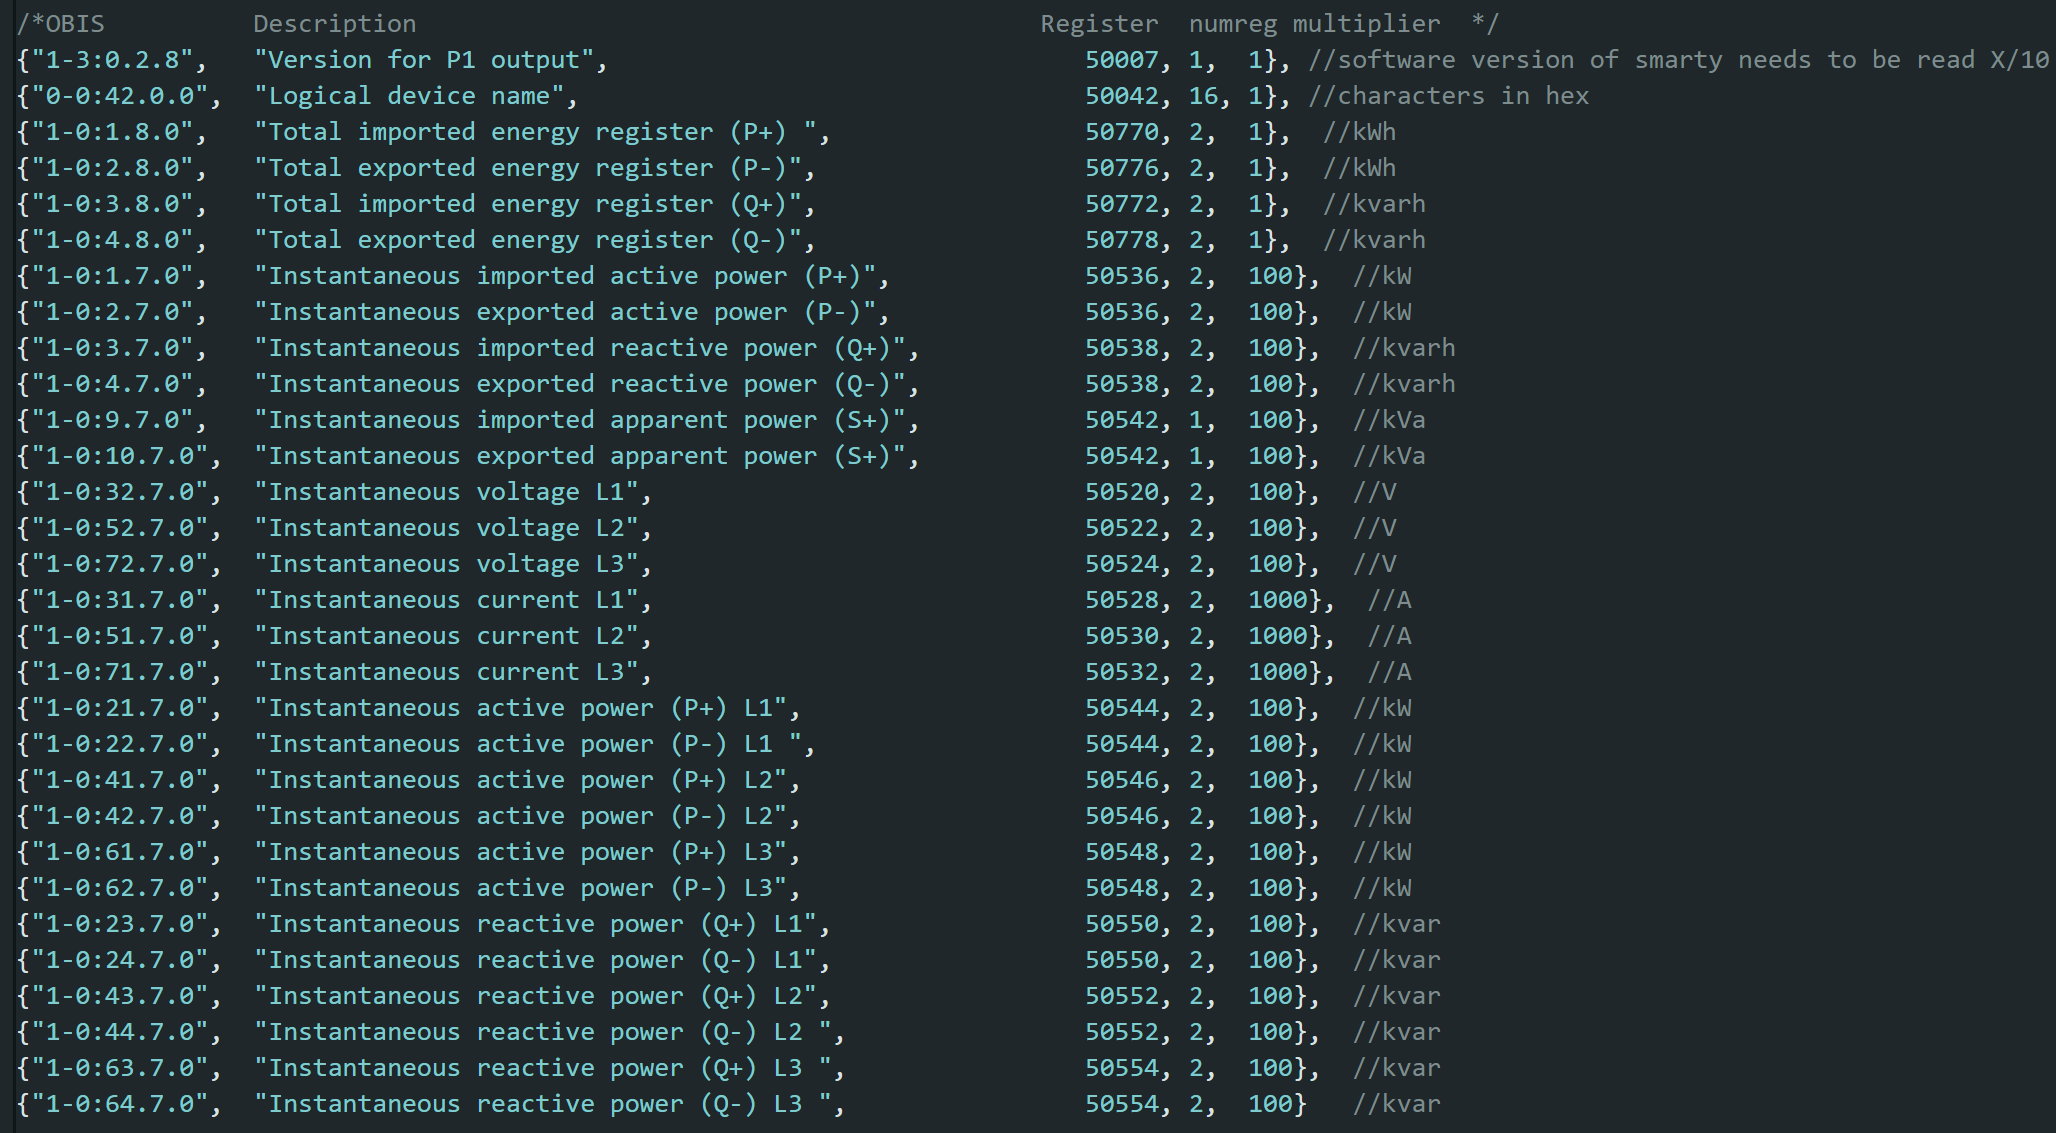 /*OBIS          Description                                          Register  numreg multiplier  */
{"1-3:0.2.8",   "Version for P1 output",                                50007, 1,  1}, //software version of smarty needs to be read X/10
{"0-0:42.0.0",  "Logical device name",                                  50042, 16, 1}, //characters in hex
{"1-0:1.8.0",   "Total imported energy register (P+) ",                 50770, 2,  1},  //kWh
{"1-0:2.8.0",   "Total exported energy register (P-)",                  50776, 2,  1},  //kWh
{"1-0:3.8.0",   "Total imported energy register (Q+)",                  50772, 2,  1},  //kvarh
{"1-0:4.8.0",   "Total exported energy register (Q-)",                  50778, 2,  1},  //kvarh
{"1-0:1.7.0",   "Instantaneous imported active power (P+)",             50536, 2,  100},  //kW
{"1-0:2.7.0",   "Instantaneous exported active power (P-)",             50536, 2,  100},  //kW
{"1-0:3.7.0",   "Instantaneous imported reactive power (Q+)",           50538, 2,  100},  //kvarh
{"1-0:4.7.0",   "Instantaneous exported reactive power (Q-)",           50538, 2,  100},  //kvarh
{"1-0:9.7.0",   "Instantaneous imported apparent power (S+)",           50542, 1,  100},  //kVa
{"1-0:10.7.0",  "Instantaneous exported apparent power (S+)",           50542, 1,  100},  //kVa
{"1-0:32.7.0",  "Instantaneous voltage L1",                             50520, 2,  100},  //V
{"1-0:52.7.0",  "Instantaneous voltage L2",                             50522, 2,  100},  //V
{"1-0:72.7.0",  "Instantaneous voltage L3",                             50524, 2,  100},  //V
{"1-0:31.7.0",  "Instantaneous current L1",                             50528, 2,  1000},  //A
{"1-0:51.7.0",  "Instantaneous current L2",                             50530, 2,  1000},  //A
{"1-0:71.7.0",  "Instantaneous current L3",                             50532, 2,  1000},  //A
{"1-0:21.7.0",  "Instantaneous active power (P+) L1",                   50544, 2,  100},  //kW
{"1-0:22.7.0",  "Instantaneous active power (P-) L1 ",                  50544, 2,  100},  //kW
{"1-0:41.7.0",  "Instantaneous active power (P+) L2",                   50546, 2,  100},  //kW
{"1-0:42.7.0",  "Instantaneous active power (P-) L2",                   50546, 2,  100},  //kW
{"1-0:61.7.0",  "Instantaneous active power (P+) L3",                   50548, 2,  100},  //kW
{"1-0:62.7.0",  "Instantaneous active power (P-) L3",                   50548, 2,  100},  //kW
{"1-0:23.7.0",  "Instantaneous reactive power (Q+) L1",                 50550, 2,  100},  //kvar
{"1-0:24.7.0",  "Instantaneous reactive power (Q-) L1",                 50550, 2,  100},  //kvar
{"1-0:43.7.0",  "Instantaneous reactive power (Q+) L2",                 50552, 2,  100},  //kvar
{"1-0:44.7.0",  "Instantaneous reactive power (Q-) L2 ",                50552, 2,  100},  //kvar
{"1-0:63.7.0",  "Instantaneous reactive power (Q+) L3 ",                50554, 2,  100},  //kvar
{"1-0:64.7.0",  "Instantaneous reactive power (Q-) L3 ",                50554, 2,  100}   //kvar